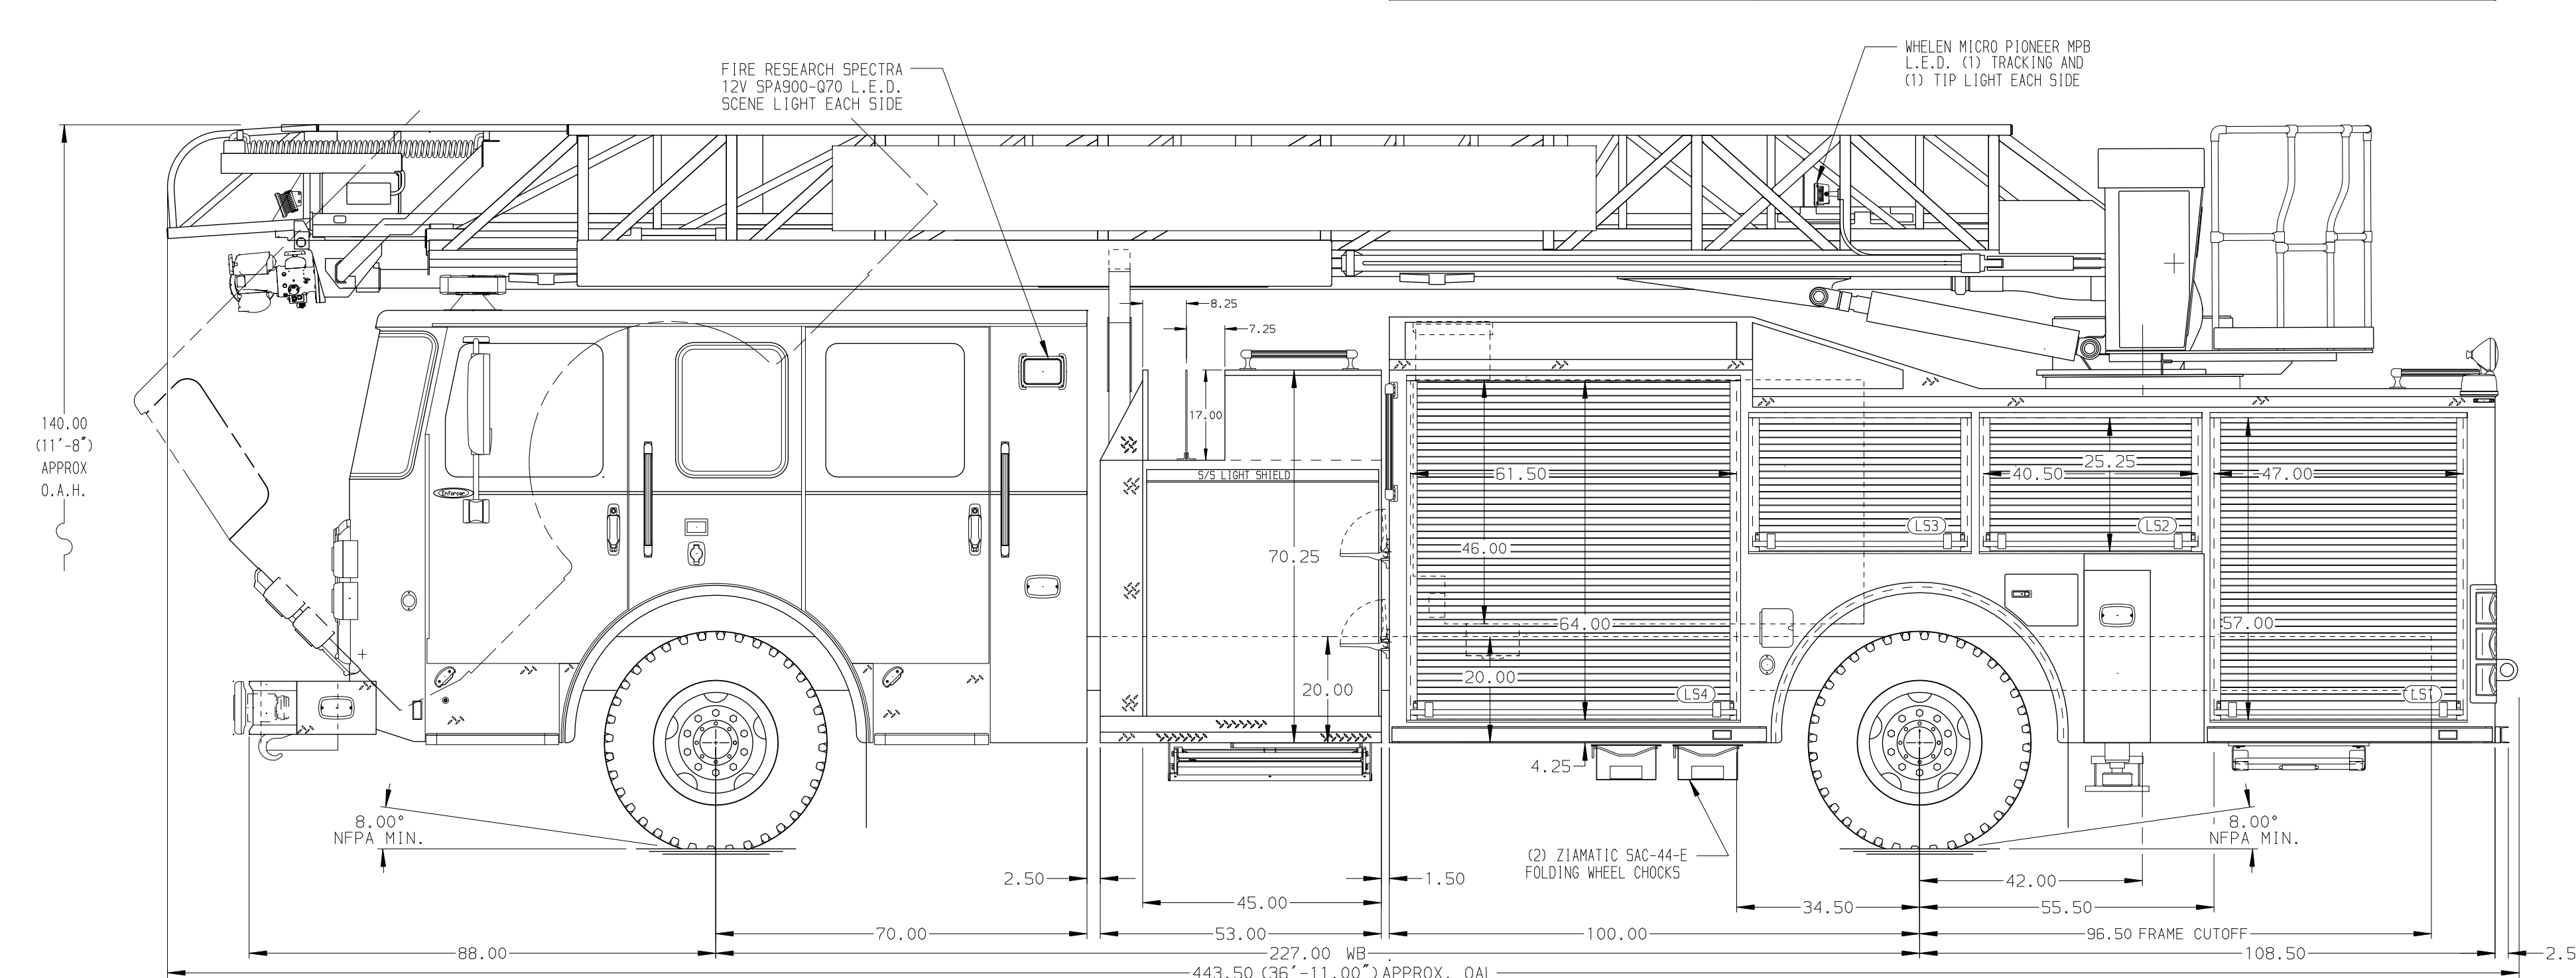 WHELEN MICRO PIONEER MPB
L.E.D. (1) TRACKING AND
(1) TIP LIGHT EACH SIDE
FIRE RESEARCH SPECTRA
12V SPA900-Q70 L.E.D.
SCENE LIGHT EACH SIDE
8.25
7.25
140.00
(11'-8")
APPROX
O.A.H.
17.00
S/S LIGHT SHIELD
61.50
25.25
40.50
47.00
Enforcer
LS3
LS2
46.00
70.25
64.00
57.00
20.00
20.00
LS4
LS1
4.25
8.00°
NFPA MIN.
8.00°
NFPA MIN.
(2) ZIAMATIC SAC-44-E
FOLDING WHEEL CHOCKS
2.50
1.50
42.00
45.00
34.50
55.50
70.00
53.00
100.00
96.50 FRAME CUTOFF
88.00
227.00 WB
108.50
2.5
443.50 (36'-11.00") APPROX. OAL